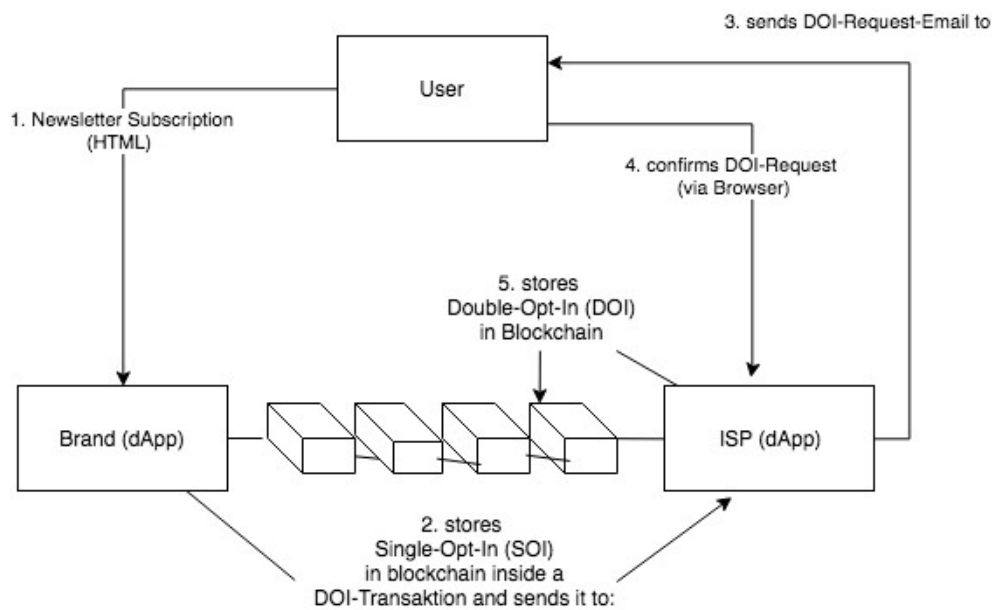 3. sends DOI-Request-Email to
User
1. Newsletter Subscription
(HTML)
4. confirms DOI-Request
(via Browser)
5. stores
Double-Opt-In (DOI)
in Blockchain
Brand (dApp)
ISP (dApp)
2. stores
Single-Opt-In (SOI)
in blockchain inside a
DOI-Transaktion and sends it to: